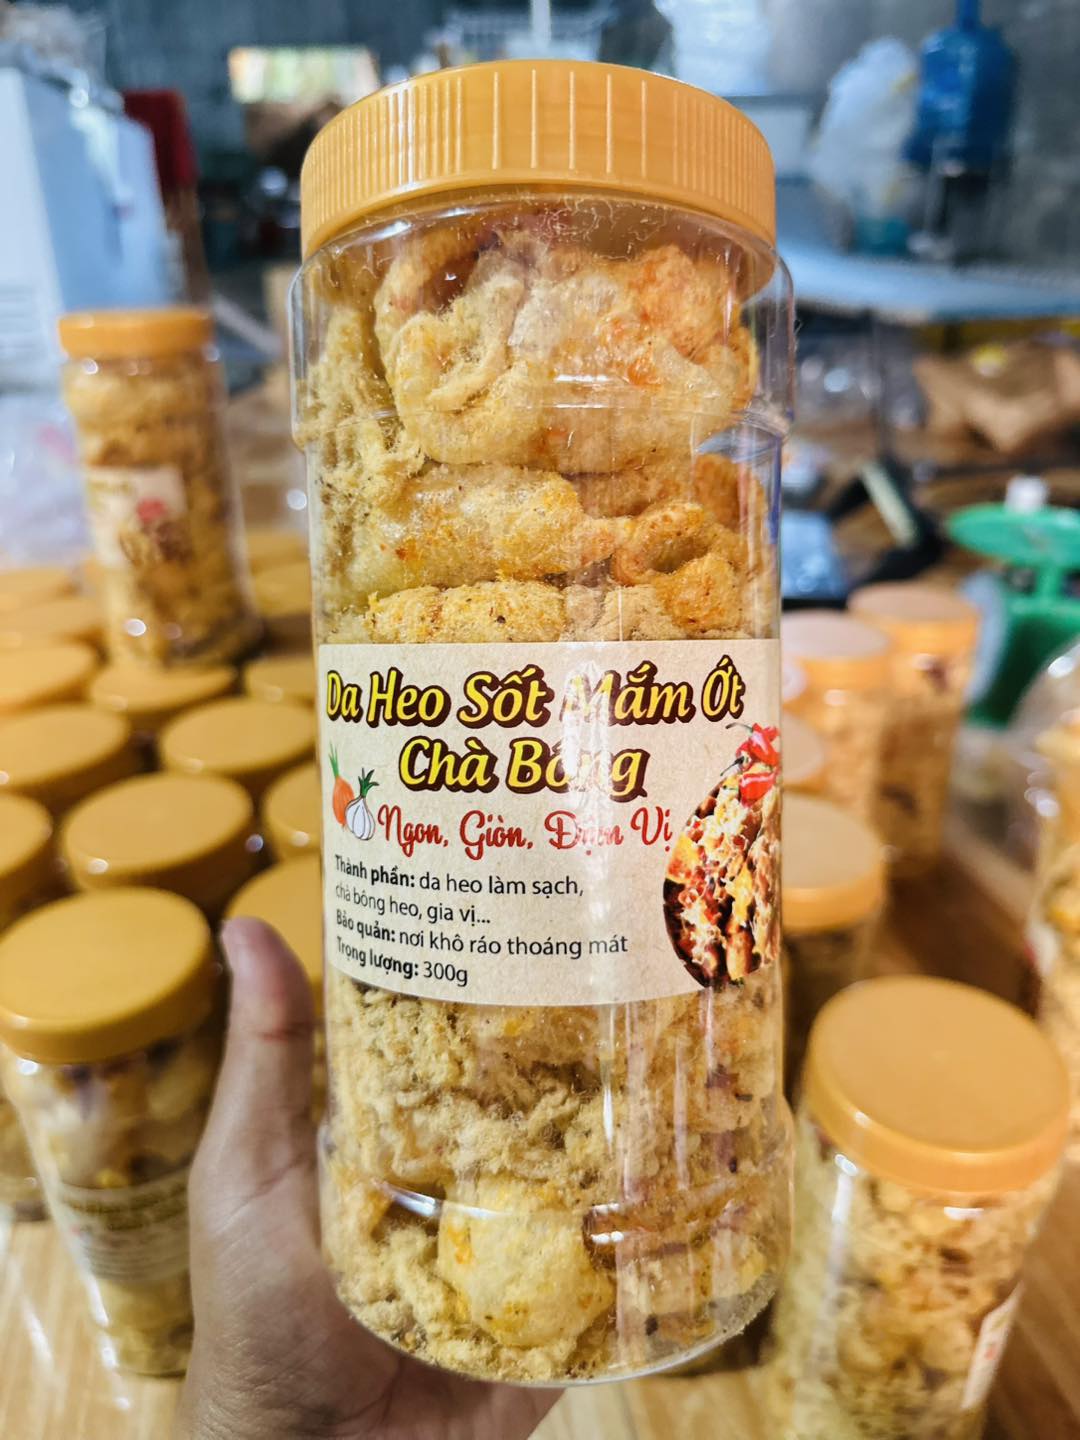 Da Heo Sốt Mắm Ớt
Chà Bông
Ngon, Giòn, Đậm Vị
Thành phần: da heo làm sạch,
chà bông heo, gia vị...
Bảo quản: nơi khô ráo thoáng mát
Trọng lượng: 300g